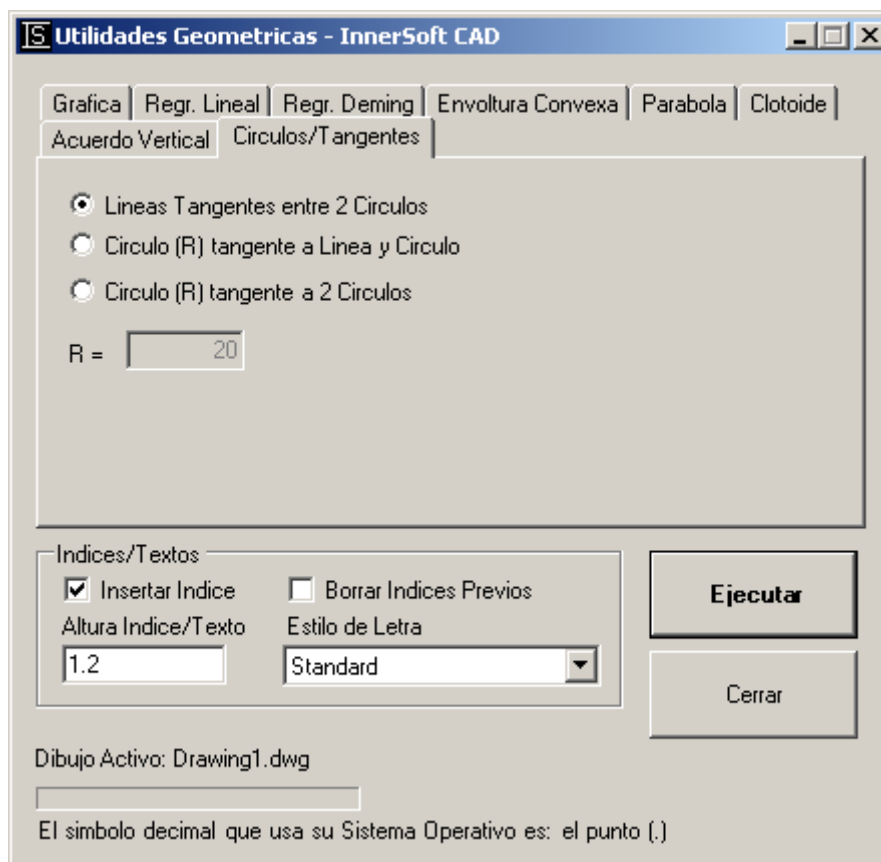 IS Utilidades Geometricas - InnerSoft CAD
Grafica Regr. Lineal Regr. Deming Envoltura Convexa Parabola Clotoide
Acuerdo Vertical Circulos/Tangentes
Lineas Tangentes entre 2 Circulos
Circulo (R) tangente a Linea y Circulo
Circulo (R) tangente a 2 Circulos
R = 20
Indices/Textos
Insertar Indice Borrar Indices Previos
Altura Indice/Texto Estilo de Letra
1.2 Standard
Ejecutar
Cerrar
Dibujo Activo: Drawing1.dwg
El simbolo decimal que usa su Sistema Operativo es: el punto (.)